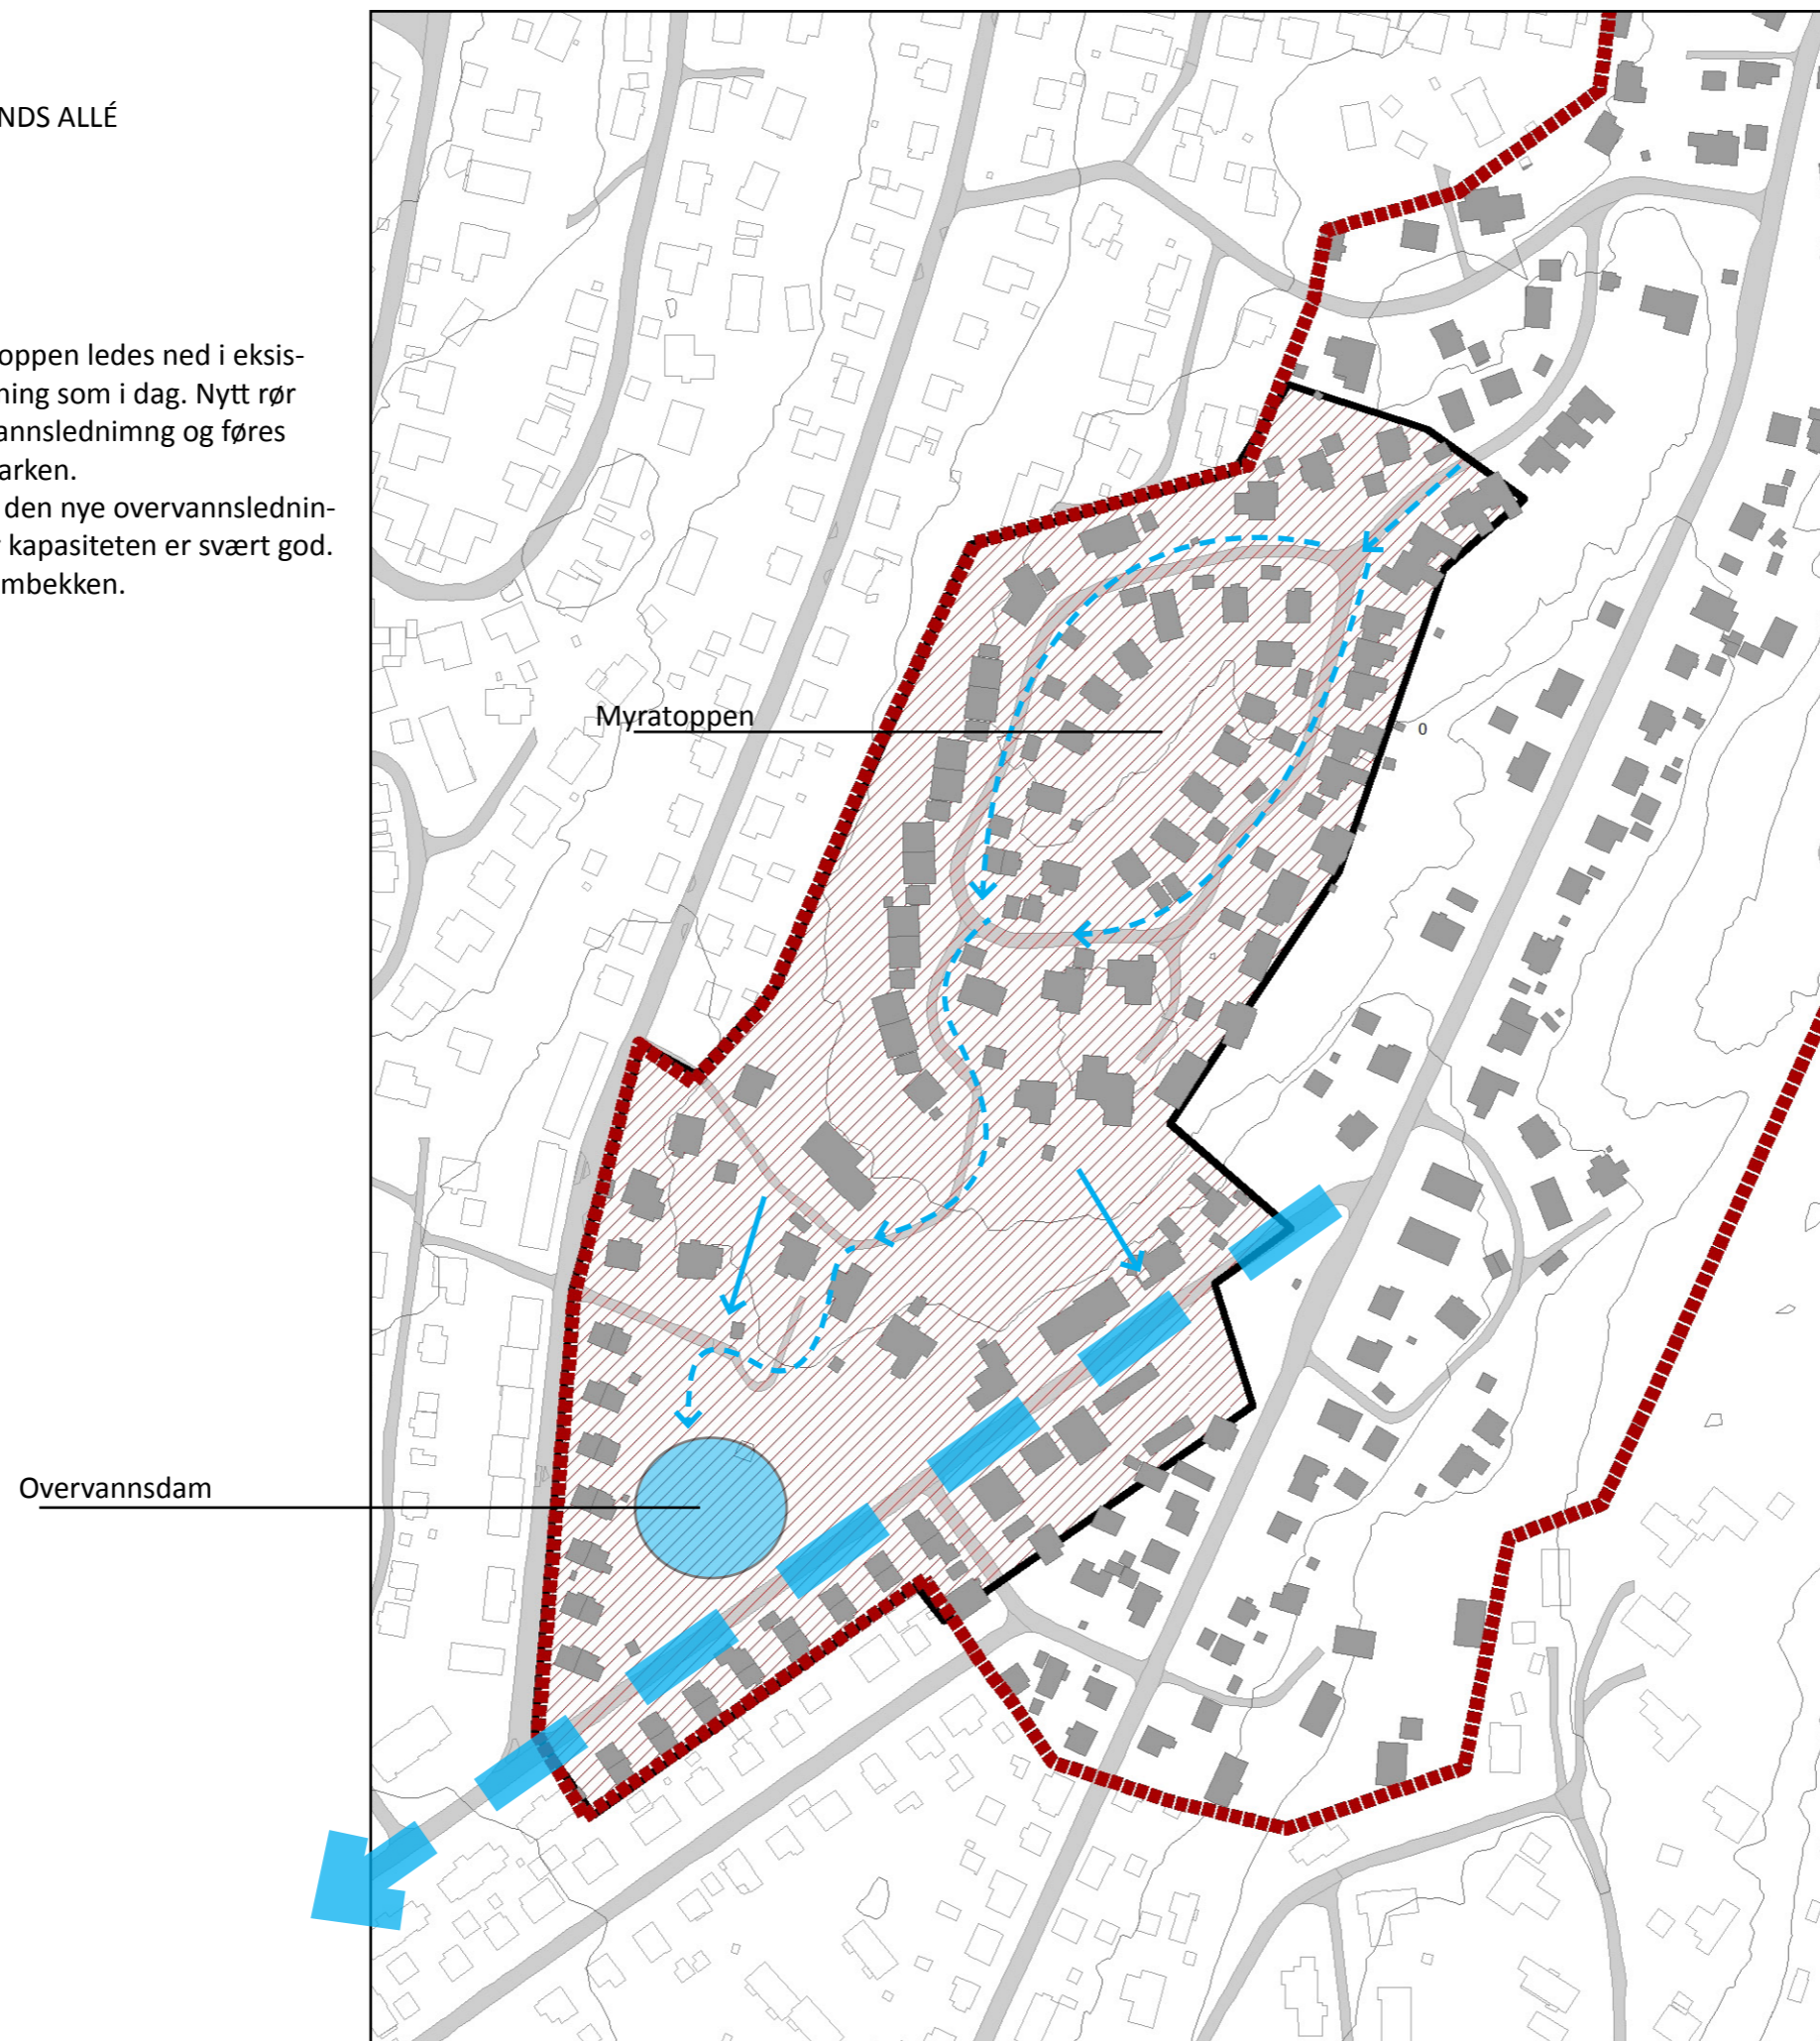 NDS ALLÉ
oppen ledes ned i eksis-
ning som i dag. Nytt rør
annslednimng og føres
arken.
den nye overvannslednin-
kapasiteten er svært god.
mbekken.
Myratoppen
0
Overvannsdam